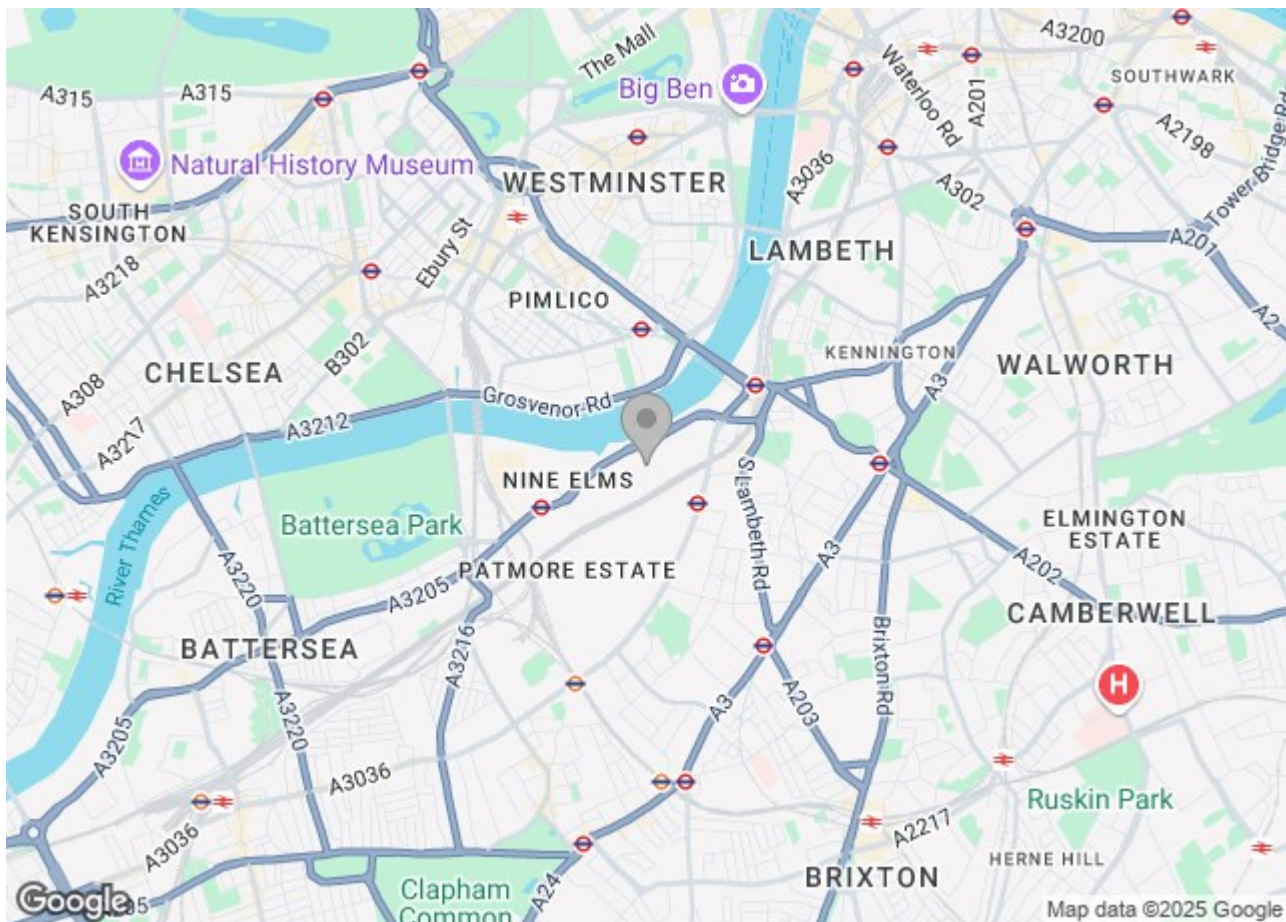 The Mall
A3200
A201
SOUTHWARK
A315
A315
Big Ben
Waterloo Rd
A2198
Tower Bridge Rd
Natural History Museum
WESTMINSTER
A3036
A302
SOUTH
KENSINGTON
Ebury St
LAMBETH
A201
A3218
PIMLICO
A2
B302
KENNINGTON
WALWORTH
CHELSEA
A308
A3
Grosvenor Rd
A3212
A3217
S Lambeth Rd
NINE ELMS
River Thames
Battersea Park
ELMINGTON
ESTATE
A3
A202
PATMORE ESTATE
A3220
A3205
CAMBERWELL
BATTERSEA
A3216
Brixton Rd
H
A3220
A3
A203
A3205
A3036
Ruskin Park
A3036
A2217
HERNE HILL
BRIXTON
Clapham
Common
A24
Google
Map data ©2025 Google